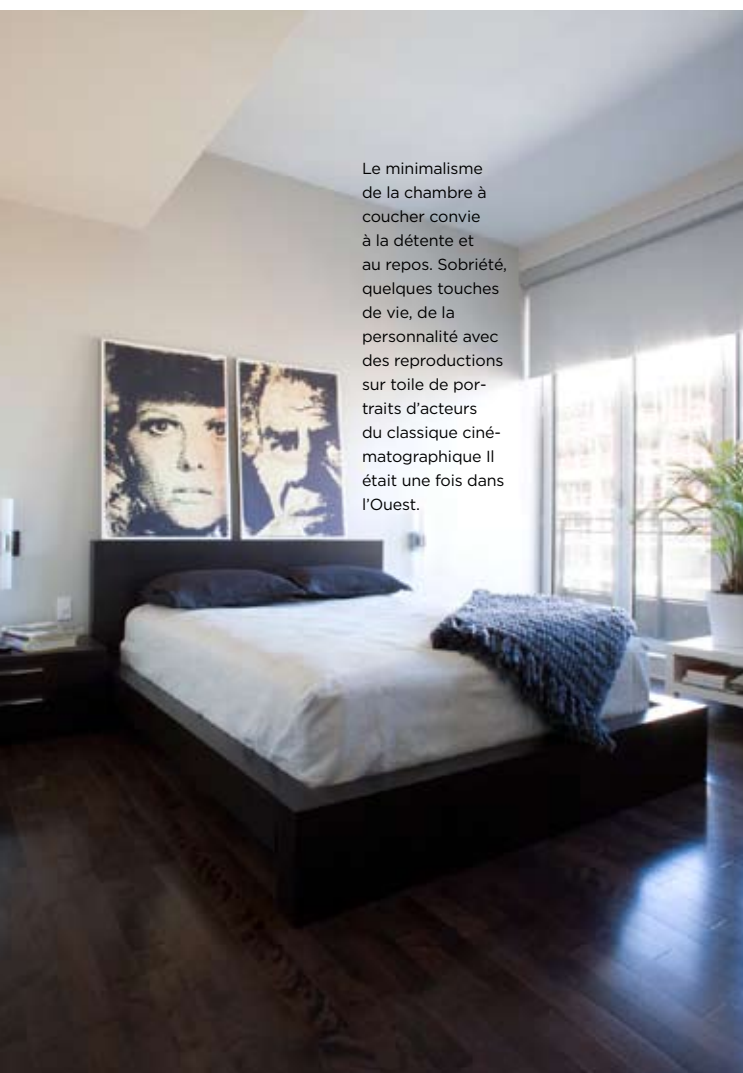 Le minimalisme
de la chambre à
coucher convie
à la détente et
au repos. Sobriété,
quelques touches
de vie, de la
personnalité avec
des reproductions
sur toile de por-
traits d’acteurs
du classique ciné-
matographique Il
était une fois dans
l’Ouest.